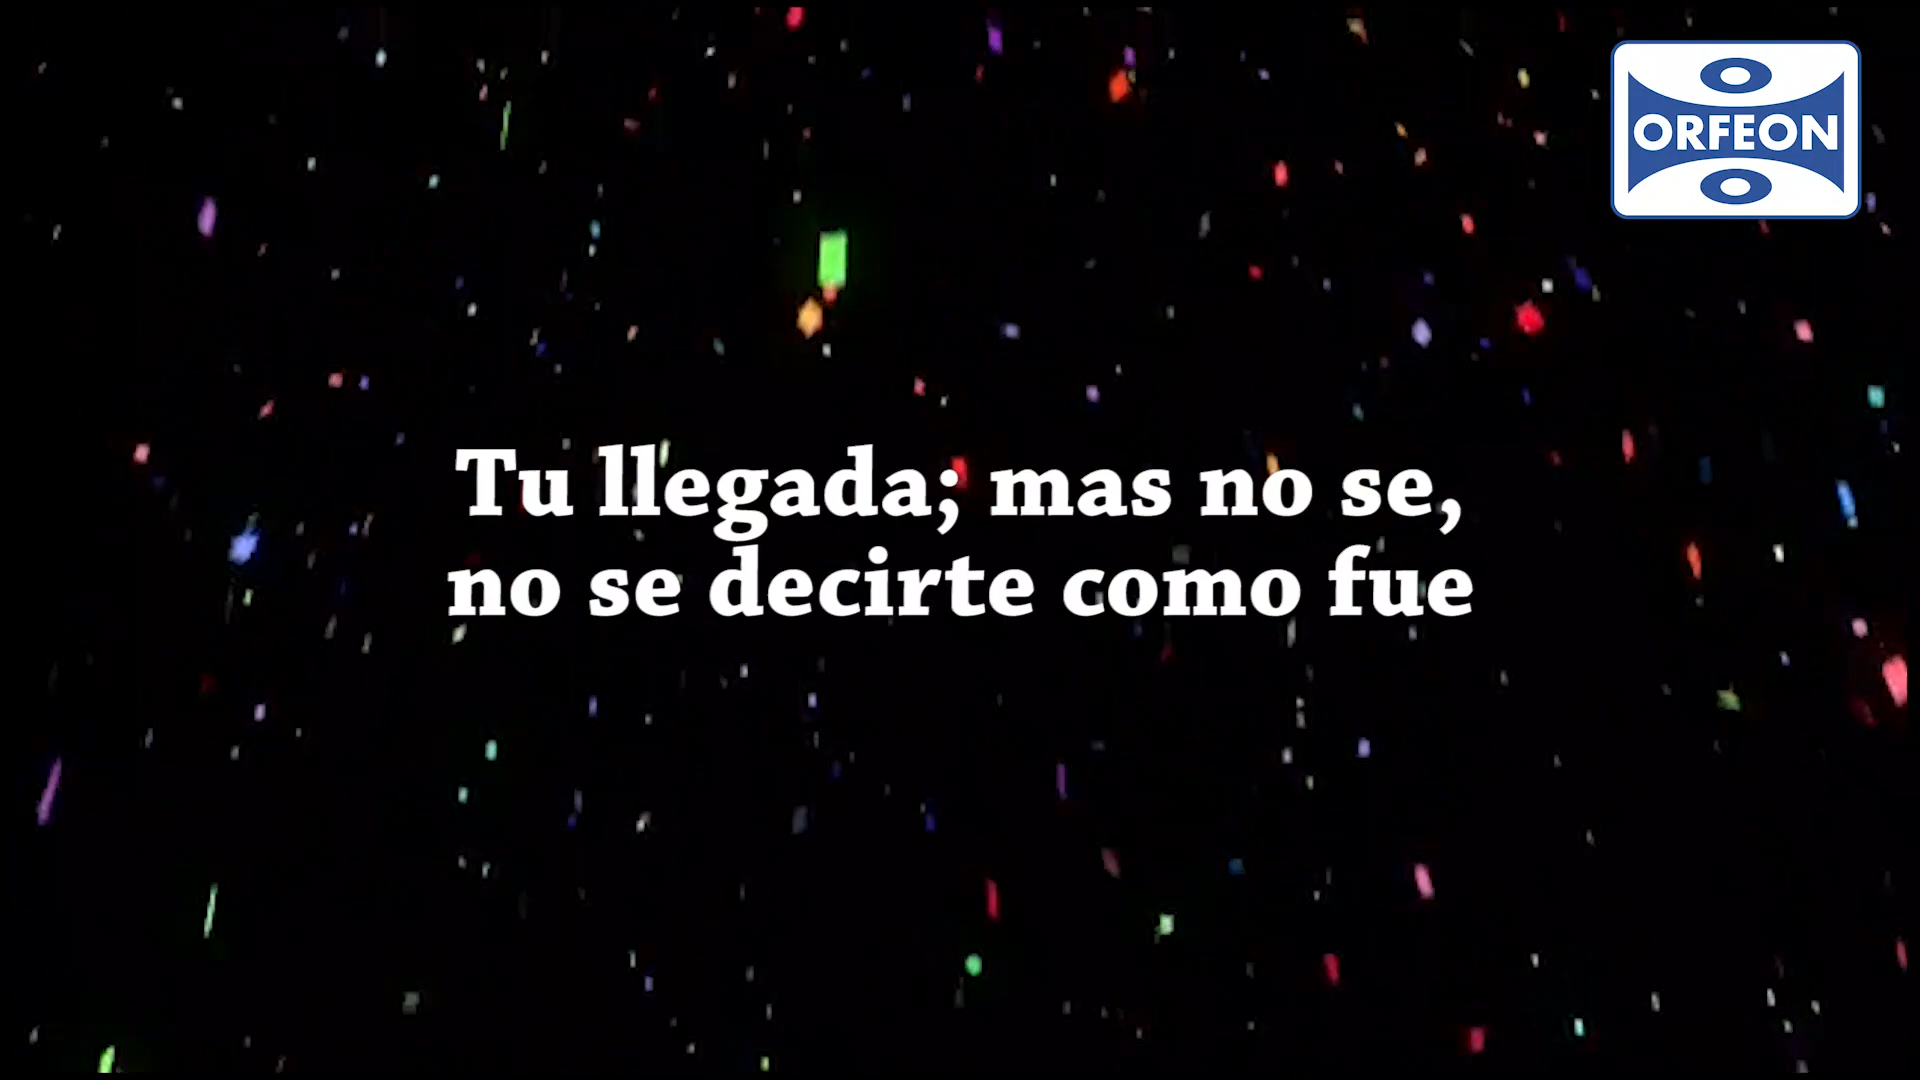 ORFEON
Tu llegada; mas no se,
no se decirte como fue